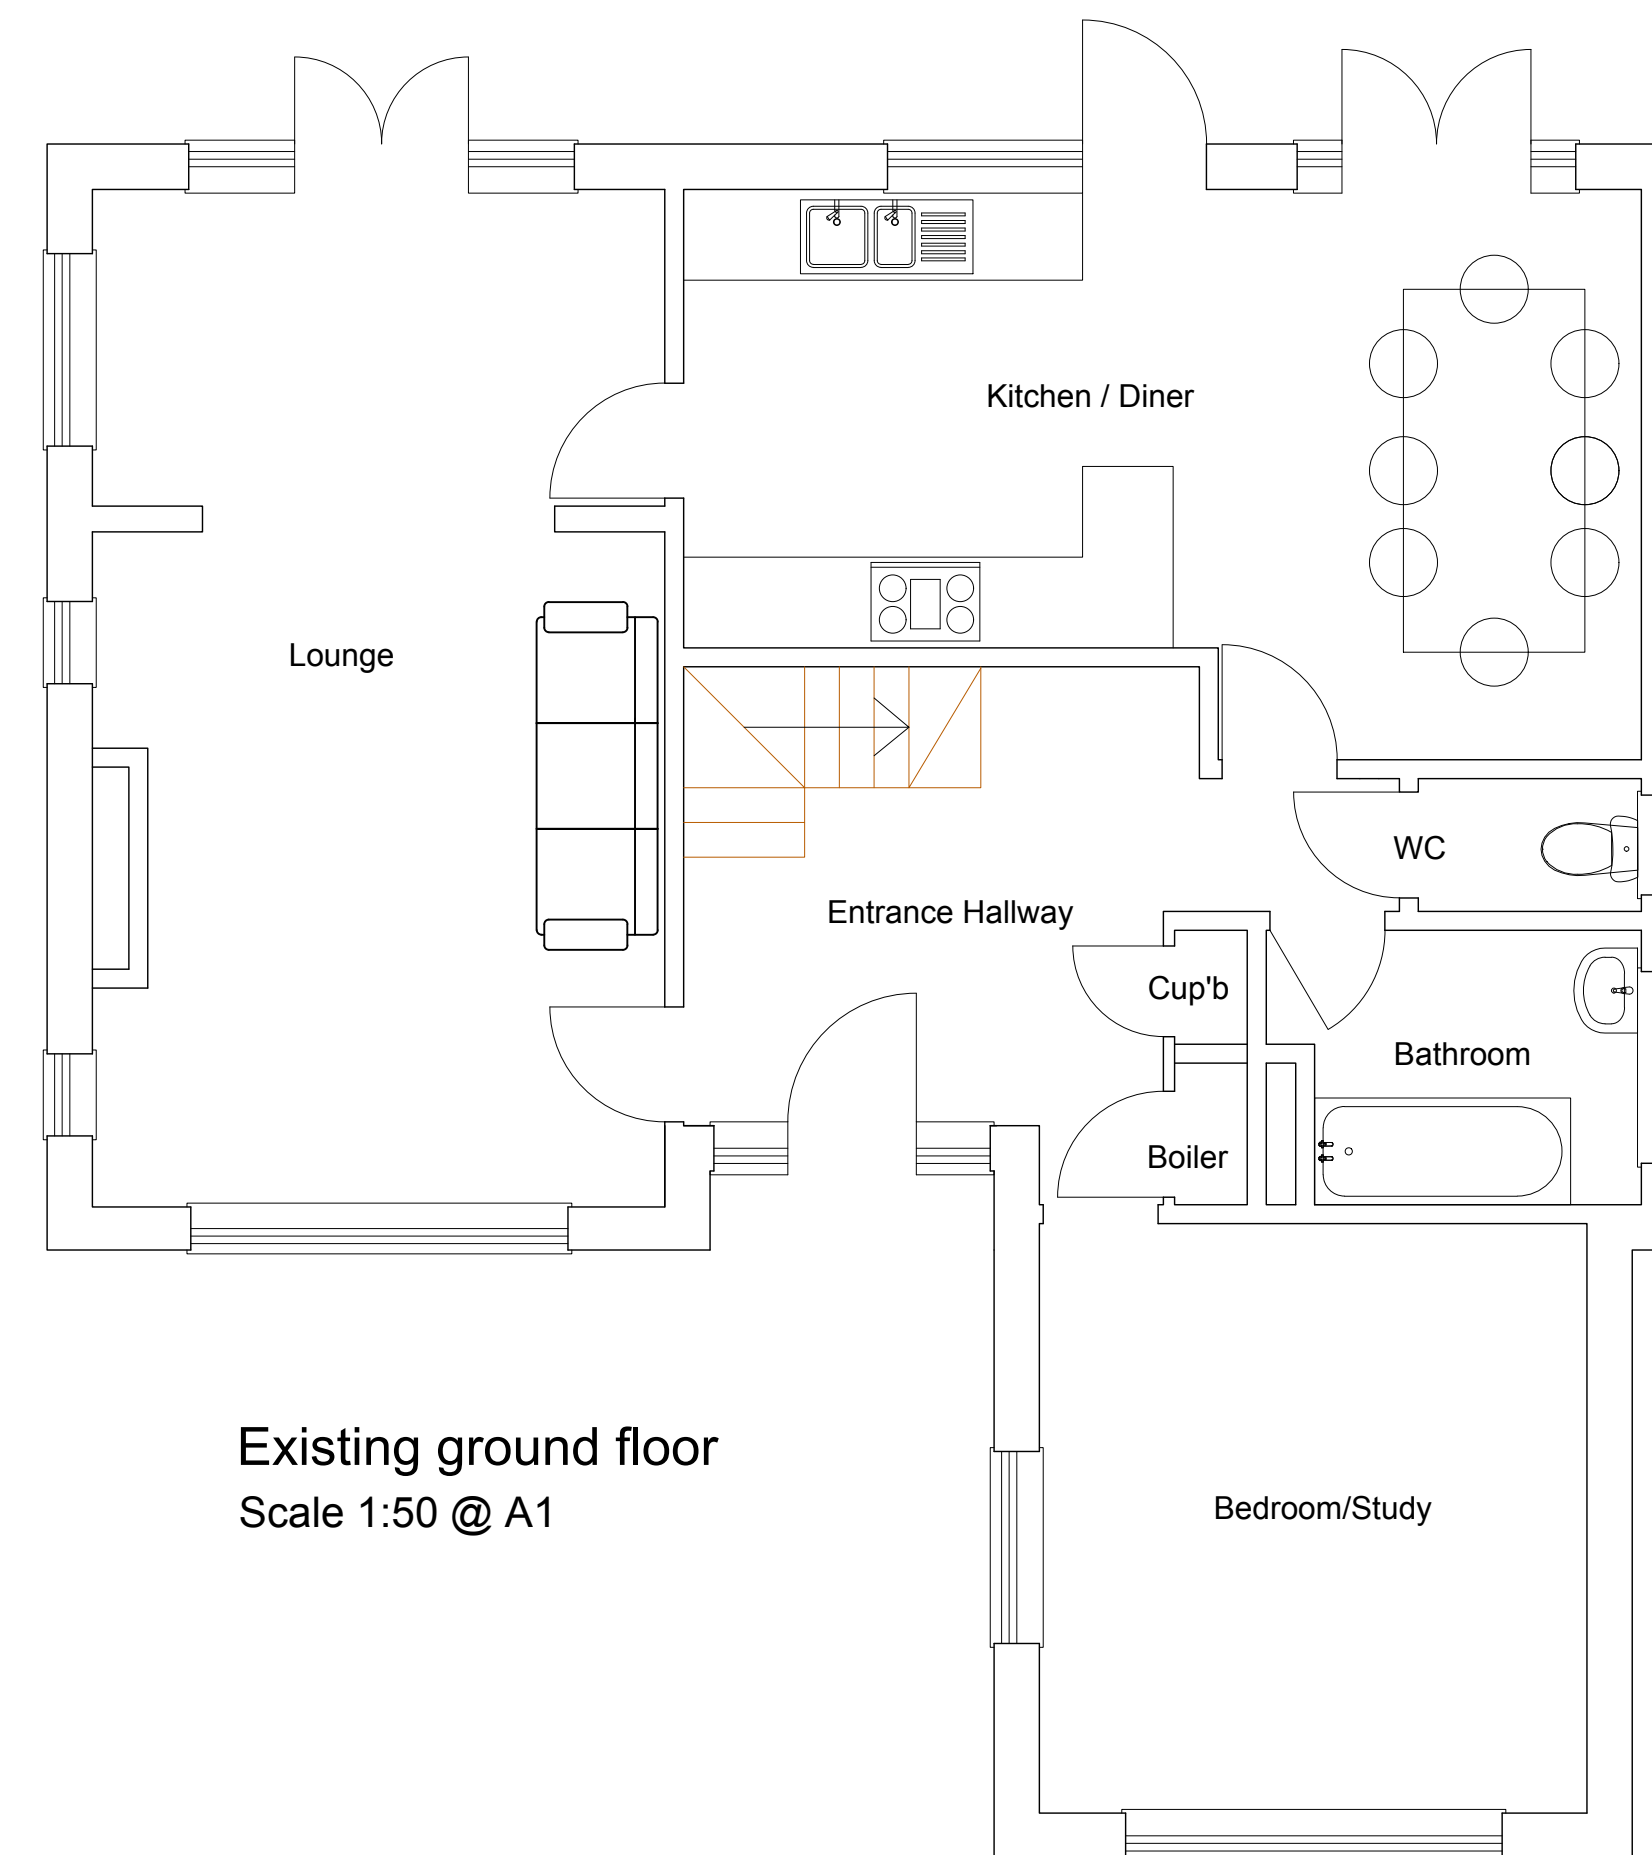 Kitchen / Diner
Lounge
WC
Entrance Hallway
Cup'b
Bathroom
Boiler
Existing ground floor
Scale 1:50 @ A1
Bedroom/Study